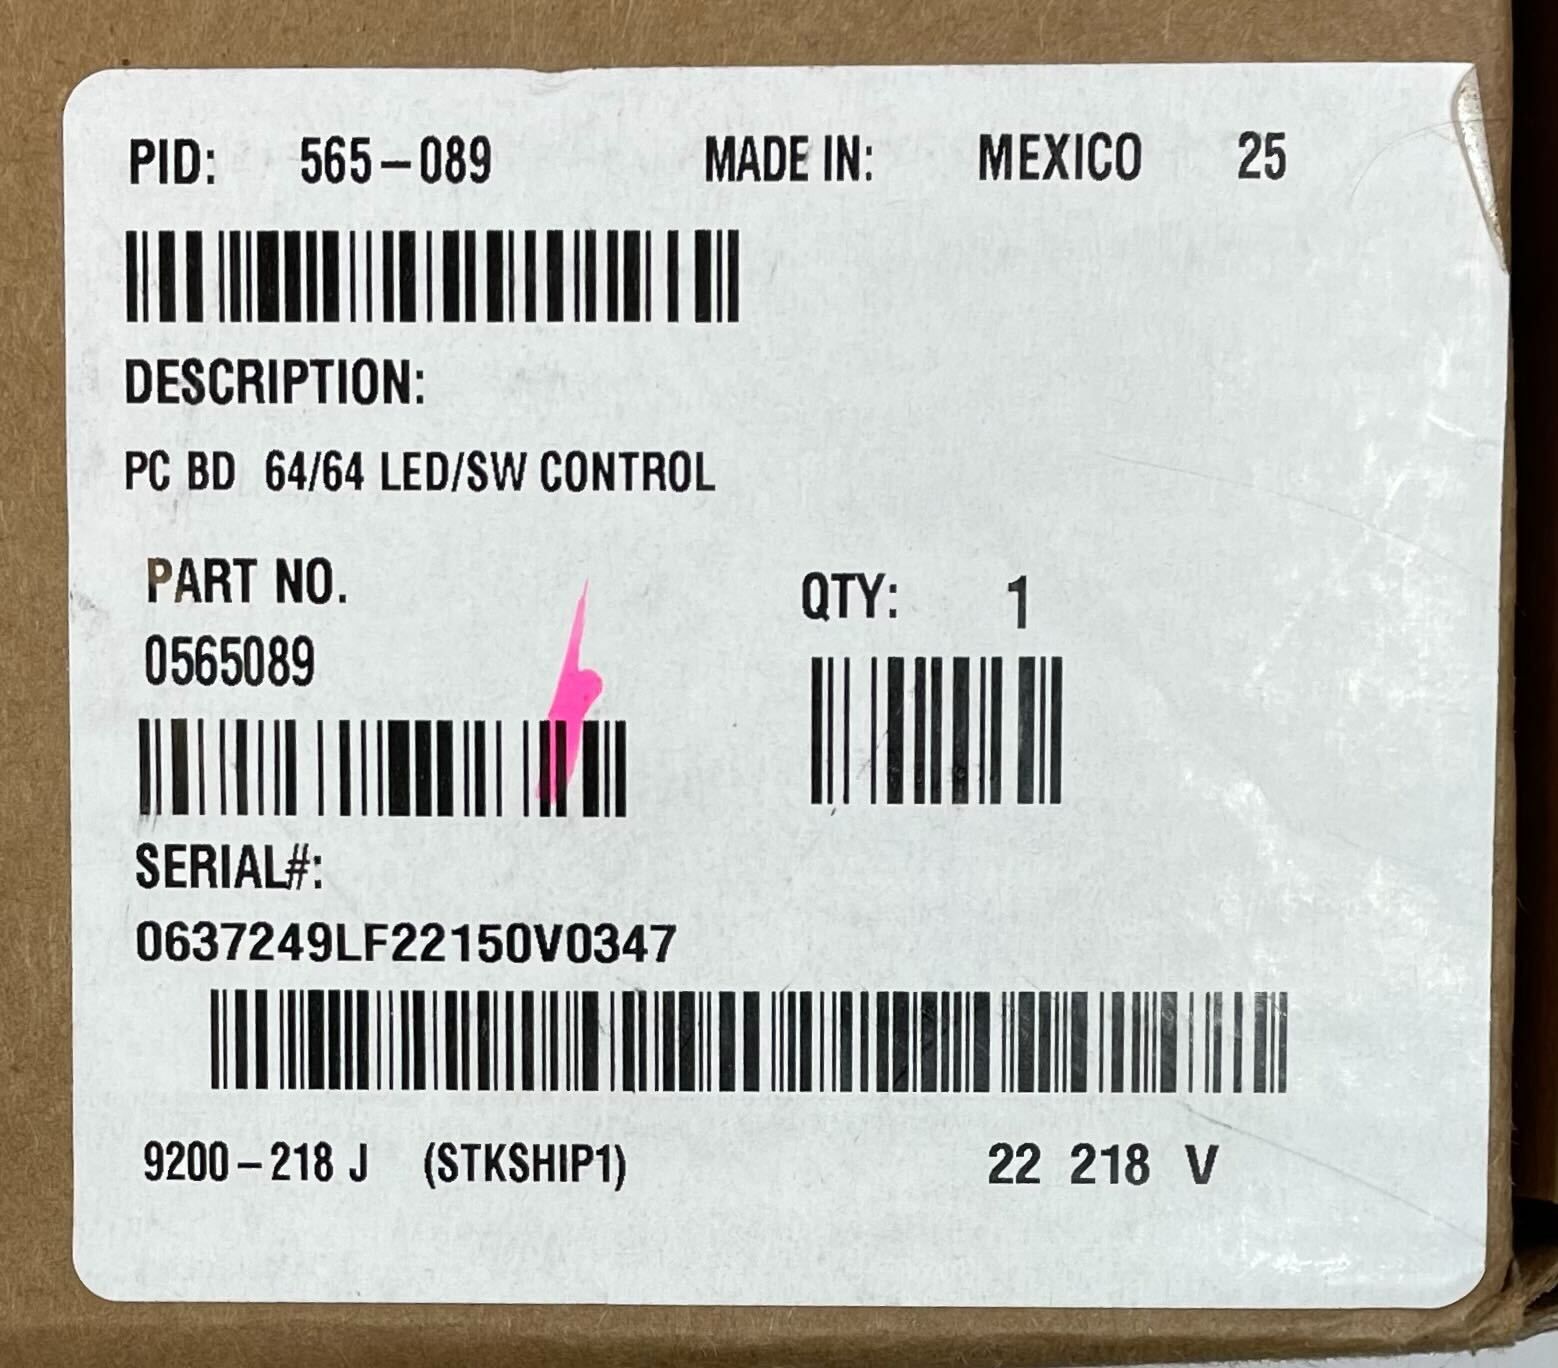 PID: 565-089 MADE IN: MEXICO 25
DESCRIPTION:
PC BD 64/64 LED/SW CONTROL
PART NO.
0565089
QTY: 1
SERIAL#:
0637249LF22150V0347
9200-218 J (STKSHIP1) 22 218 V